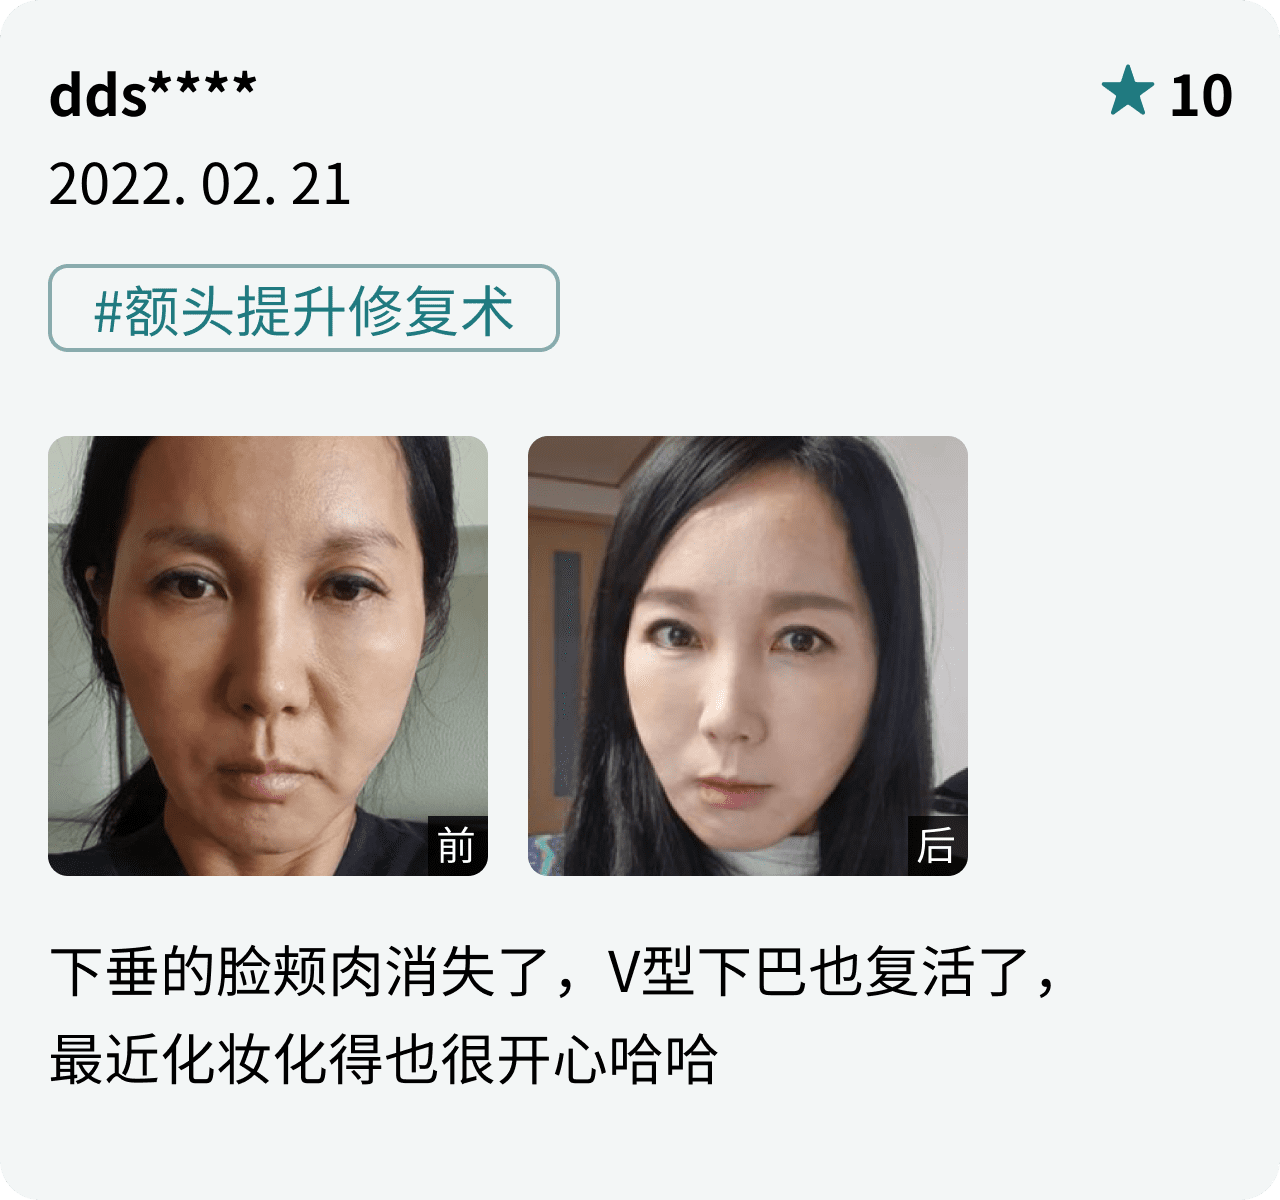 dds****
★ 10
2022. 02. 21
#额头提升修复术
前
后
下垂的脸颊肉消失了，V型下巴也复活了，
最近化妆化得也很开心哈哈